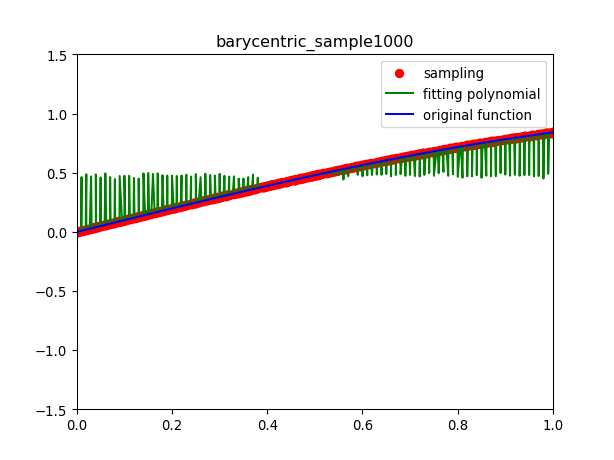 barycentric_sample1000
1.5
sampling
fitting polynomial
original function
1.0
0.5
0.0
−0.5
−1.0
−1.5
0.0 0.2 0.4 0.6 0.8 1.0